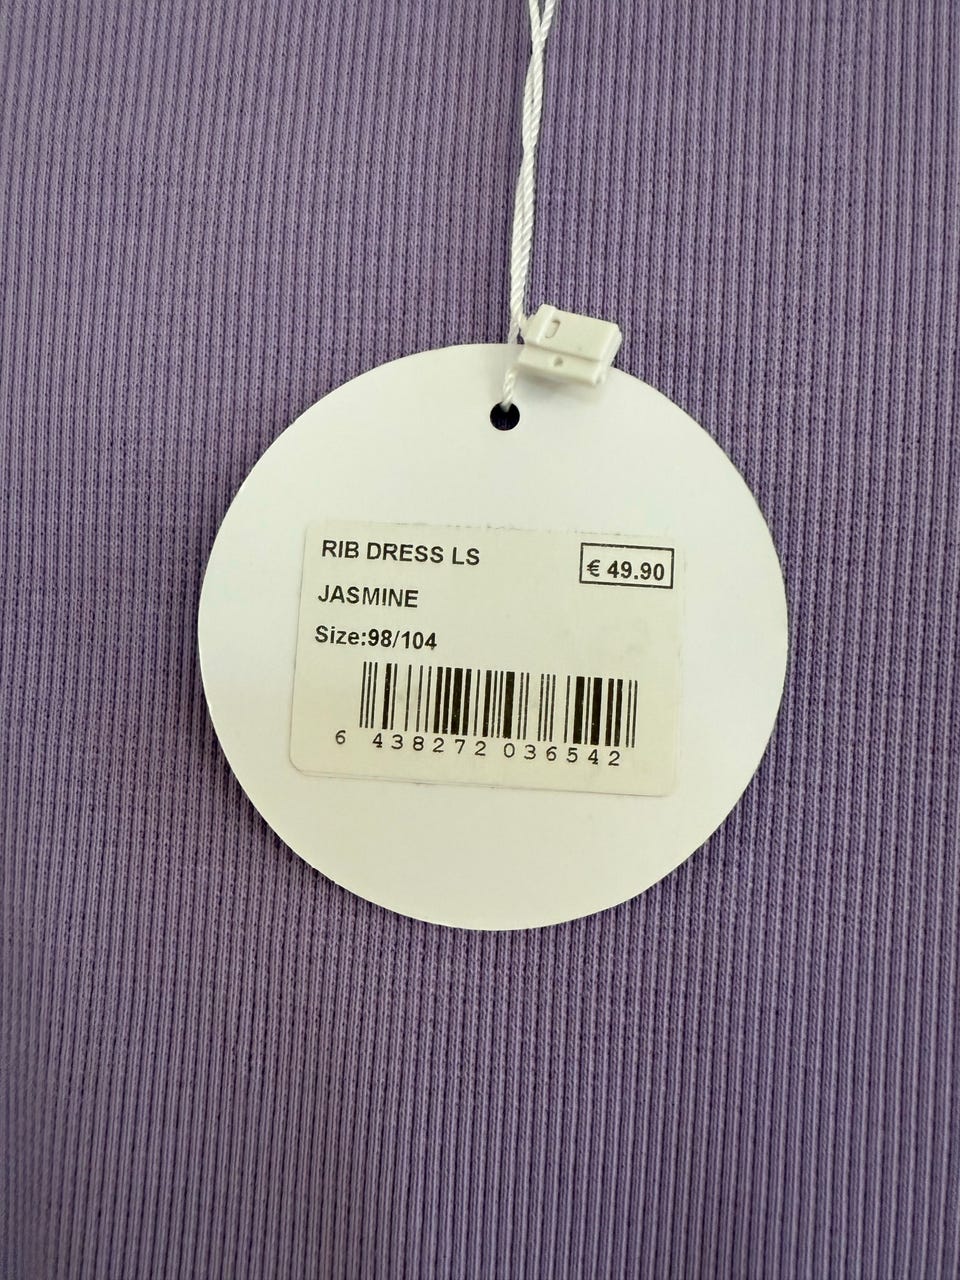 RIB DRESS LS
€ 49.90
JASMINE
Size:98/104
6 438272 036542